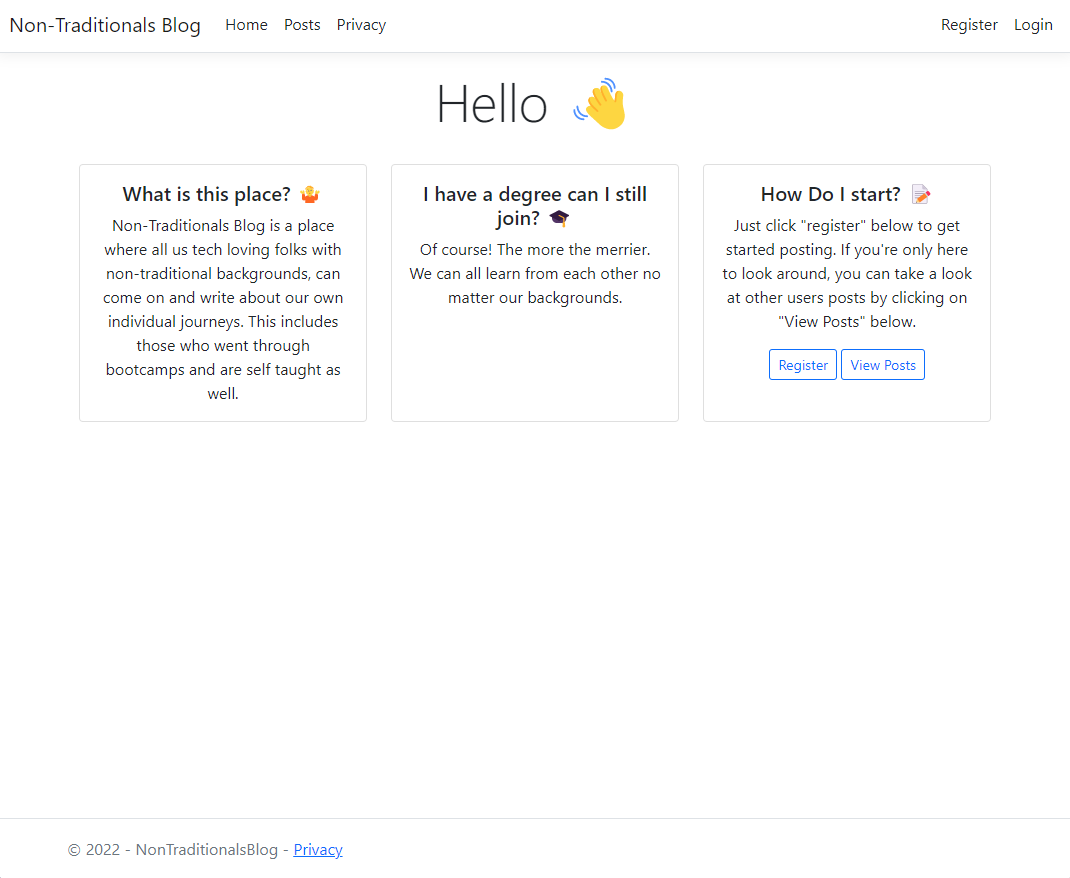 Non-Traditionals Blog Home Posts Privacy Register Login
Hello 👋
What is this place? 🤷
Non-Traditionals Blog is a place
where all us tech loving folks with
non-traditional backgrounds, can
come on and write about our own
individual journeys. This includes
those who went through
bootcamps and are self taught as
well.
I have a degree can I still
join? 🎓
Of course! The more the merrier.
We can all learn from each other no
matter our backgrounds.
How Do I start? 📝
Just click "register" below to get
started posting. If you're only here
to look around, you can take a look
at other users posts by clicking on
"View Posts" below.
Register View Posts
© 2022 - NonTraditionalsBlog - Privacy